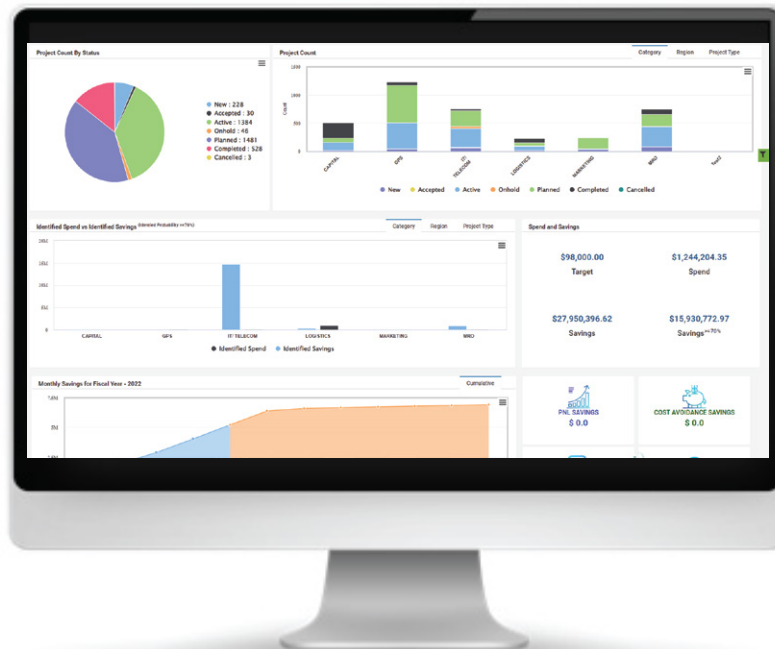 Project Count By Status
New : 228
Accepted : 30
Active : 1384
Onhold : 46
Planned : 1481
Completed : 528
Cancelled : 3
Project Count
Category Region Project Type
Count
CAPITAL GPS IT/ TELECOM LOGISTICS MARKETING MRO
New Accepted Active Onhold Planned Completed Cancelled
Identified Spend vs Identified Savings
Category Region Project Type
CAPITAL GPS IT/ TELECOM LOGISTICS MARKETING MRO
Identified Spend Identified Savings
Spend and Savings
$98,000.00
Target
$1,244,204.35
Spend
$27,950,396.62
Savings
$15,930,772.97
Savings
Monthly Savings for Fiscal Year - 2022
Cumulative
PNL SAVINGS
$ 0.0
COST AVOIDANCE SAVINGS
$ 0.0